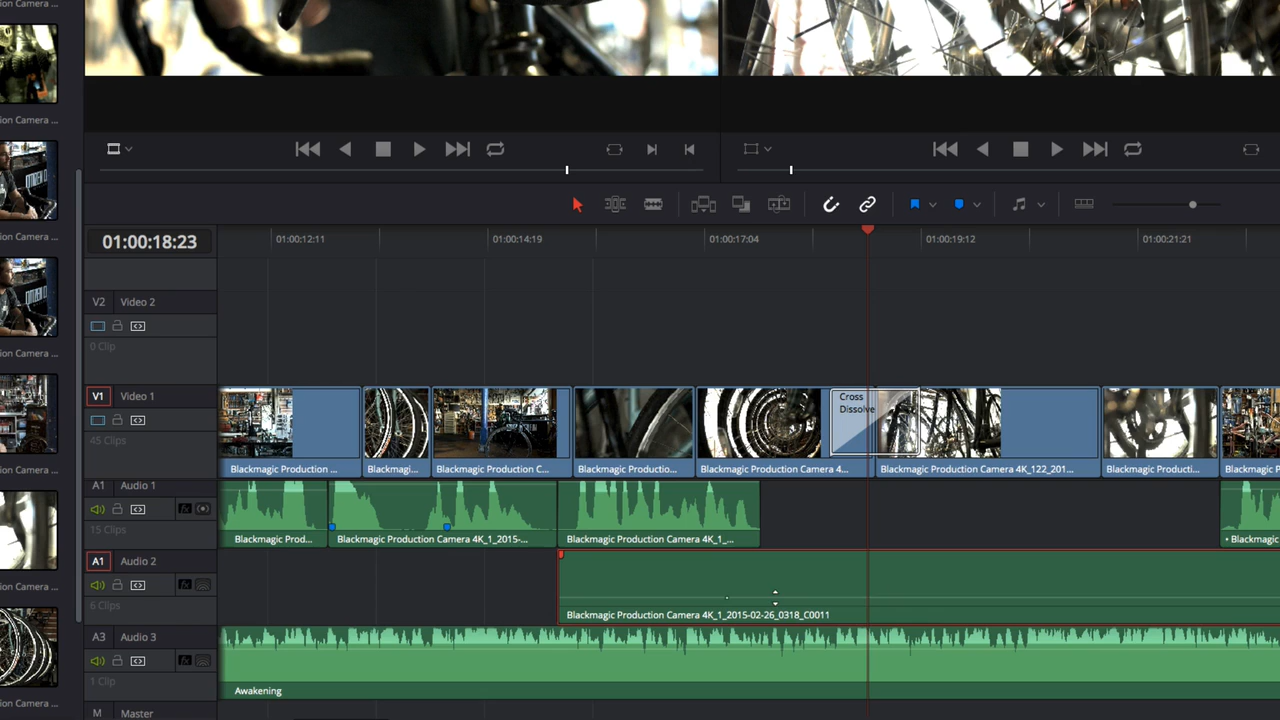 ion Camera ...
ion Camera ...
ion Camera ...
ion Camera ...
ion Camera ...
ion Camera ...
ion Camera ...
01:00:18:23
01:00:12:11
01:00:14:19
01:00:17:04
01:00:19:12
01:00:21:21
V2 Video 2
0 Clip
V1 Video 1
45 Clips
Cross
Dissolve
Blackmagic Production ...
Blackmagi...
Blackmagic Production C...
Blackmagic Productio...
Blackmagic Production Camera 4...
Blackmagic Production Camera 4K_122_201...
Blackmagic Producti...
Blackmagic P
A1 Audio 1
15 Clips
Blackmagic Prod...
Blackmagic Production Camera 4K_1_2015-...
Blackmagic Production Camera 4K_1_...
• Blackmagic
A1 Audio 2
6 Clips
Blackmagic Production Camera 4K_1_2015-02-26_0318_C0011
A3 Audio 3
1 Clip
Awakening
M Master